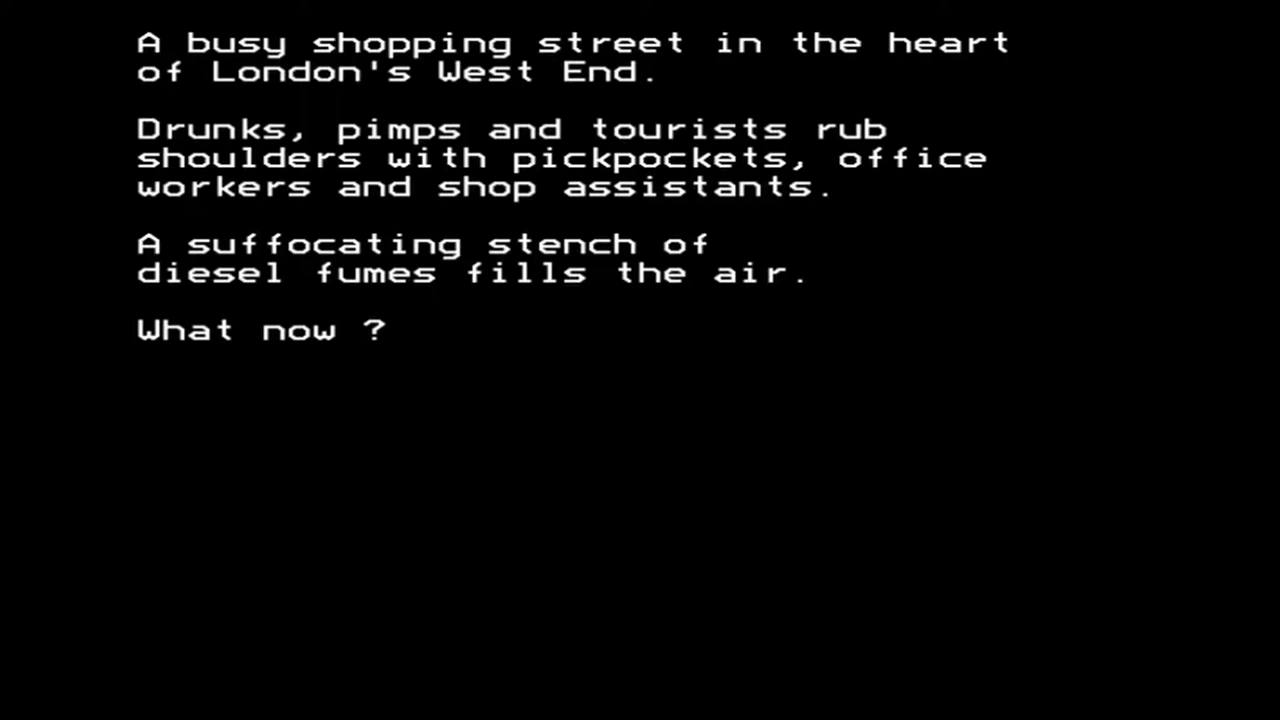 A busy shopping street in the heart
of London's West End.
Drunks, pimps and tourists rub
shoulders with pickpockets, office
workers and shop assistants.
A suffocating stench of
diesel fumes fills the air.
What now ?